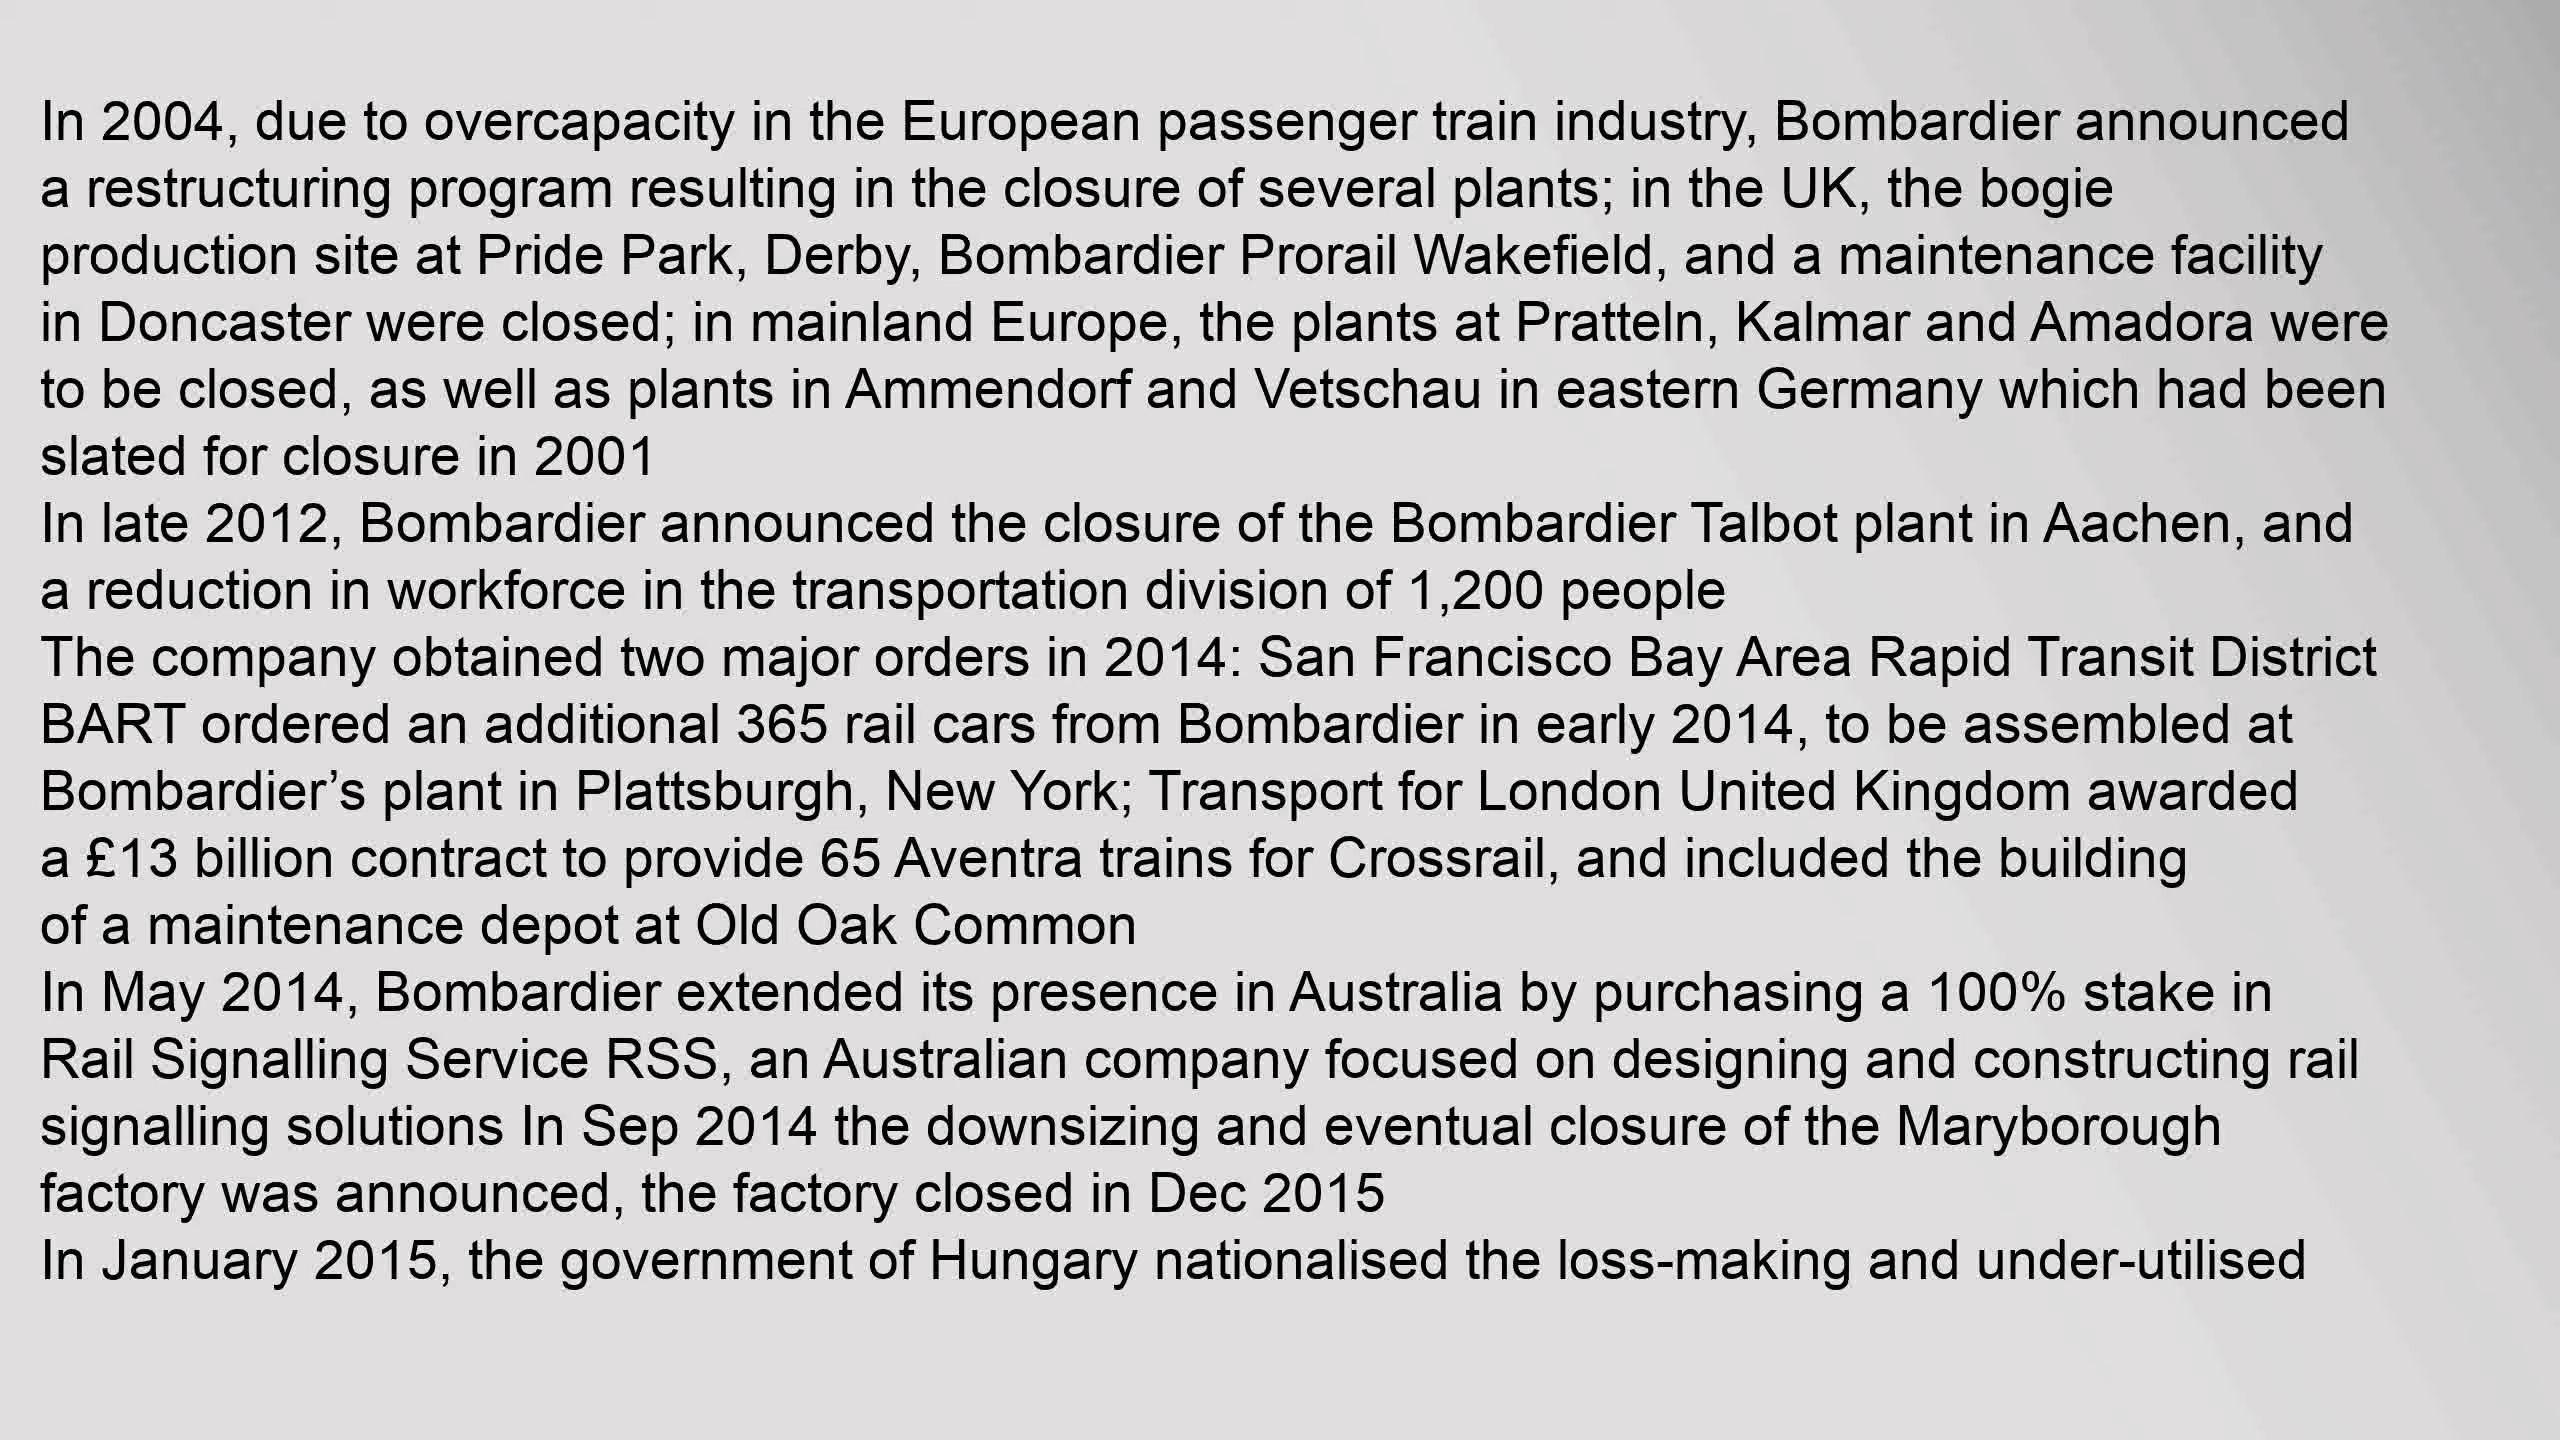 In 2004, due to overcapacity in the European passenger train industry, Bombardier announced
a restructuring program resulting in the closure of several plants; in the UK, the bogie
production site at Pride Park, Derby, Bombardier Prorail Wakefield, and a maintenance facility
in Doncaster were closed; in mainland Europe, the plants at Pratteln, Kalmar and Amadora were
to be closed, as well as plants in Ammendorf and Vetschau in eastern Germany which had been
slated for closure in 2001
In late 2012, Bombardier announced the closure of the Bombardier Talbot plant in Aachen, and
a reduction in workforce in the transportation division of 1,200 people
The company obtained two major orders in 2014: San Francisco Bay Area Rapid Transit District
BART ordered an additional 365 rail cars from Bombardier in early 2014, to be assembled at
Bombardier’s plant in Plattsburgh, New York; Transport for London United Kingdom awarded
a £13 billion contract to provide 65 Aventra trains for Crossrail, and included the building
of a maintenance depot at Old Oak Common
In May 2014, Bombardier extended its presence in Australia by purchasing a 100% stake in
Rail Signalling Service RSS, an Australian company focused on designing and constructing rail
signalling solutions In Sep 2014 the downsizing and eventual closure of the Maryborough
factory was announced, the factory closed in Dec 2015
In January 2015, the government of Hungary nationalised the loss-making and under-utilised